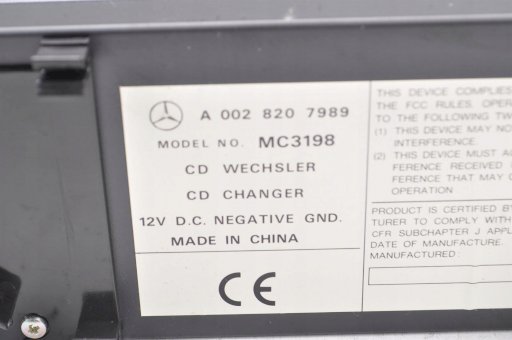 A 002 820 7989
MODEL NO. MC3198
CD WECHSLER
CD CHANGER
12V D.C. NEGATIVE GND.
MADE IN CHINA
CE
THIS DEVICE COMPLIES
THE FCC RULES, OPER
TO THE FOLLOWING TW
(1) THIS DEVICE MAY NO
INTERFERENCE
(2) THIS DEVICE MUST A
FERENCE RECEIVED
FERENCE THAT MAY
OPERATION
PRODUCT IS CERTIFIED BY
TURER TO COMPLY WITH
CFR SUBCHAPTER J APPL
DATE OF MANUFACTURE.
MANUFACTURED: